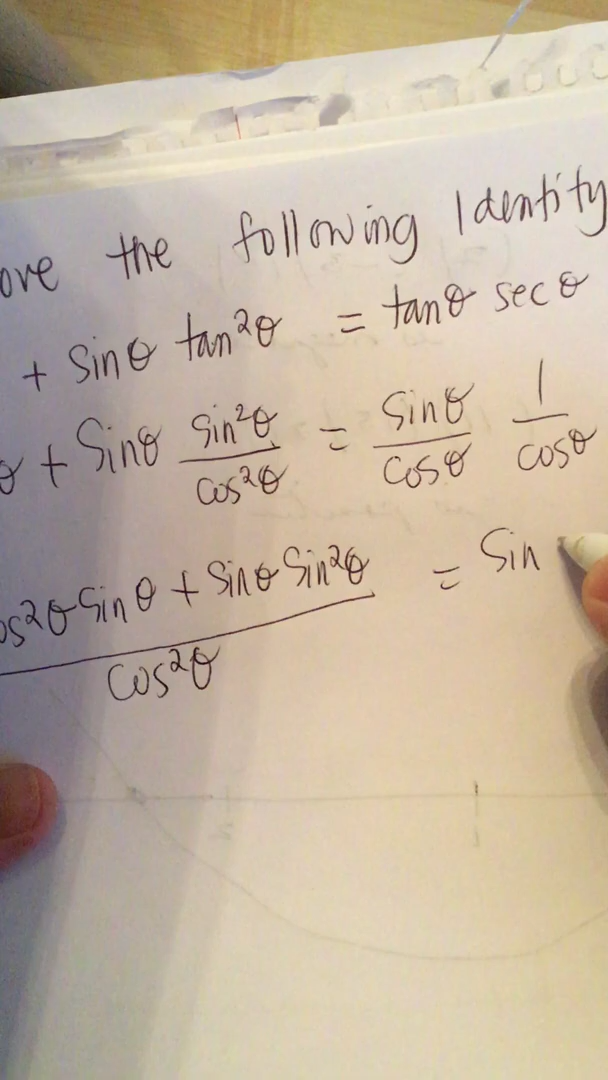 ove the following Identity
+ sinθ tan²θ = tanθ secθ
θ + sinθ sin²θ/cos²θ = sinθ/cosθ 1/cosθ
os²θ sinθ + sinθ sin²θ/cos²θ = sin